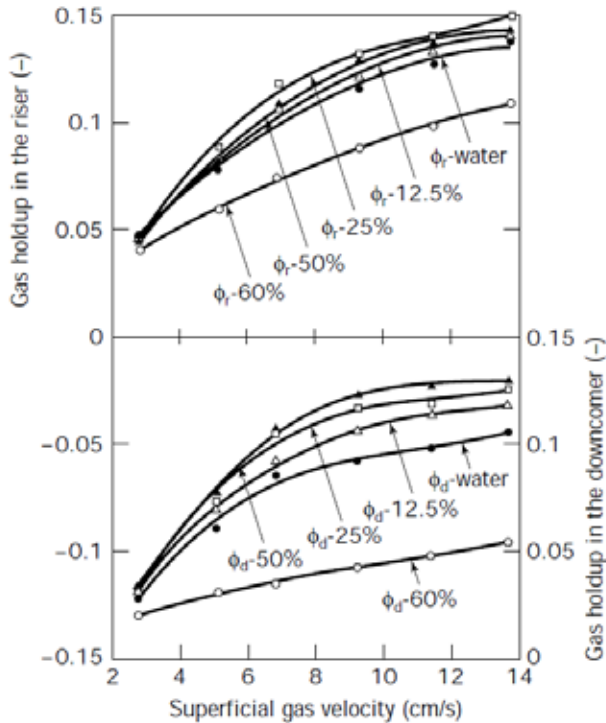 Gas holdup in the riser (−)
0.15
0.1
0.05
0
−0.05
−0.1
−0.15
ϕr-water
ϕr-12.5%
ϕr-25%
ϕr-50%
ϕr-60%
0.15
0.1
0.05
0
Gas holdup in the downcomer (−)
ϕd-water
ϕd-12.5%
ϕd-25%
ϕd-50%
ϕd-60%
2 4 6 8 10 12 14
Superficial gas velocity (cm/s)